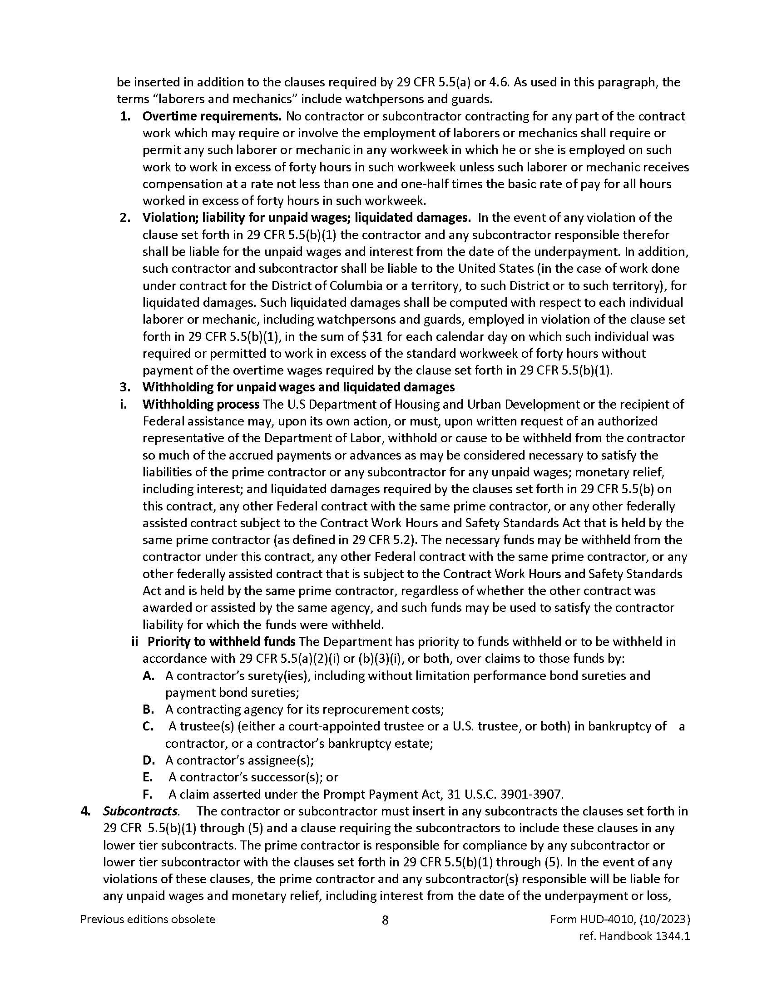 be inserted in addition to the clauses required by 29 CFR 5.5(a) or 4.6. As used in this paragraph, the
terms “laborers and mechanics” include watchpersons and guards.
1. Overtime requirements. No contractor or subcontractor contracting for any part of the contract
work which may require or involve the employment of laborers or mechanics shall require or
permit any such laborer or mechanic in any workweek in which he or she is employed on such
work to work in excess of forty hours in such workweek unless such laborer or mechanic receives
compensation at a rate not less than one and one-half times the basic rate of pay for all hours
worked in excess of forty hours in such workweek.
2. Violation; liability for unpaid wages; liquidated damages. In the event of any violation of the
clause set forth in 29 CFR 5.5(b)(1) the contractor and any subcontractor responsible therefor
shall be liable for the unpaid wages and interest from the date of the underpayment. In addition,
such contractor and subcontractor shall be liable to the United States (in the case of work done
under contract for the District of Columbia or a territory, to such District or to such territory), for
liquidated damages. Such liquidated damages shall be computed with respect to each individual
laborer or mechanic, including watchpersons and guards, employed in violation of the clause set
forth in 29 CFR 5.5(b)(1), in the sum of $31 for each calendar day on which such individual was
required or permitted to work in excess of the standard workweek of forty hours without
payment of the overtime wages required by the clause set forth in 29 CFR 5.5(b)(1).
3. Withholding for unpaid wages and liquidated damages
i. Withholding process The U.S Department of Housing and Urban Development or the recipient of
Federal assistance may, upon its own action, or must, upon written request of an authorized
representative of the Department of Labor, withhold or cause to be withheld from the contractor
so much of the accrued payments or advances as may be considered necessary to satisfy the
liabilities of the prime contractor or any subcontractor for any unpaid wages; monetary relief,
including interest; and liquidated damages required by the clauses set forth in 29 CFR 5.5(b) on
this contract, any other Federal contract with the same prime contractor, or any other federally
assisted contract subject to the Contract Work Hours and Safety Standards Act that is held by the
same prime contractor (as defined in 29 CFR 5.2). The necessary funds may be withheld from the
contractor under this contract, any other Federal contract with the same prime contractor, or any
other federally assisted contract that is subject to the Contract Work Hours and Safety Standards
Act and is held by the same prime contractor, regardless of whether the other contract was
awarded or assisted by the same agency, and such funds may be used to satisfy the contractor
liability for which the funds were withheld.
ii Priority to withheld funds The Department has priority to funds withheld or to be withheld in
accordance with 29 CFR 5.5(a)(2)(i) or (b)(3)(i), or both, over claims to those funds by:
A. A contractor’s surety(ies), including without limitation performance bond sureties and
payment bond sureties;
B. A contracting agency for its reprocurement costs;
C. A trustee(s) (either a court-appointed trustee or a U.S. trustee, or both) in bankruptcy of a
contractor, or a contractor’s bankruptcy estate;
D. A contractor’s assignee(s);
E. A contractor’s successor(s); or
F. A claim asserted under the Prompt Payment Act, 31 U.S.C. 3901-3907.
4. Subcontracts. The contractor or subcontractor must insert in any subcontracts the clauses set forth in
29 CFR 5.5(b)(1) through (5) and a clause requiring the subcontractors to include these clauses in any
lower tier subcontracts. The prime contractor is responsible for compliance by any subcontractor or
lower tier subcontractor with the clauses set forth in 29 CFR 5.5(b)(1) through (5). In the event of any
violations of these clauses, the prime contractor and any subcontractor(s) responsible will be liable for
any unpaid wages and monetary relief, including interest from the date of the underpayment or loss,
Previous editions obsolete 8 Form HUD-4010, (10/2023)
ref. Handbook 1344.1